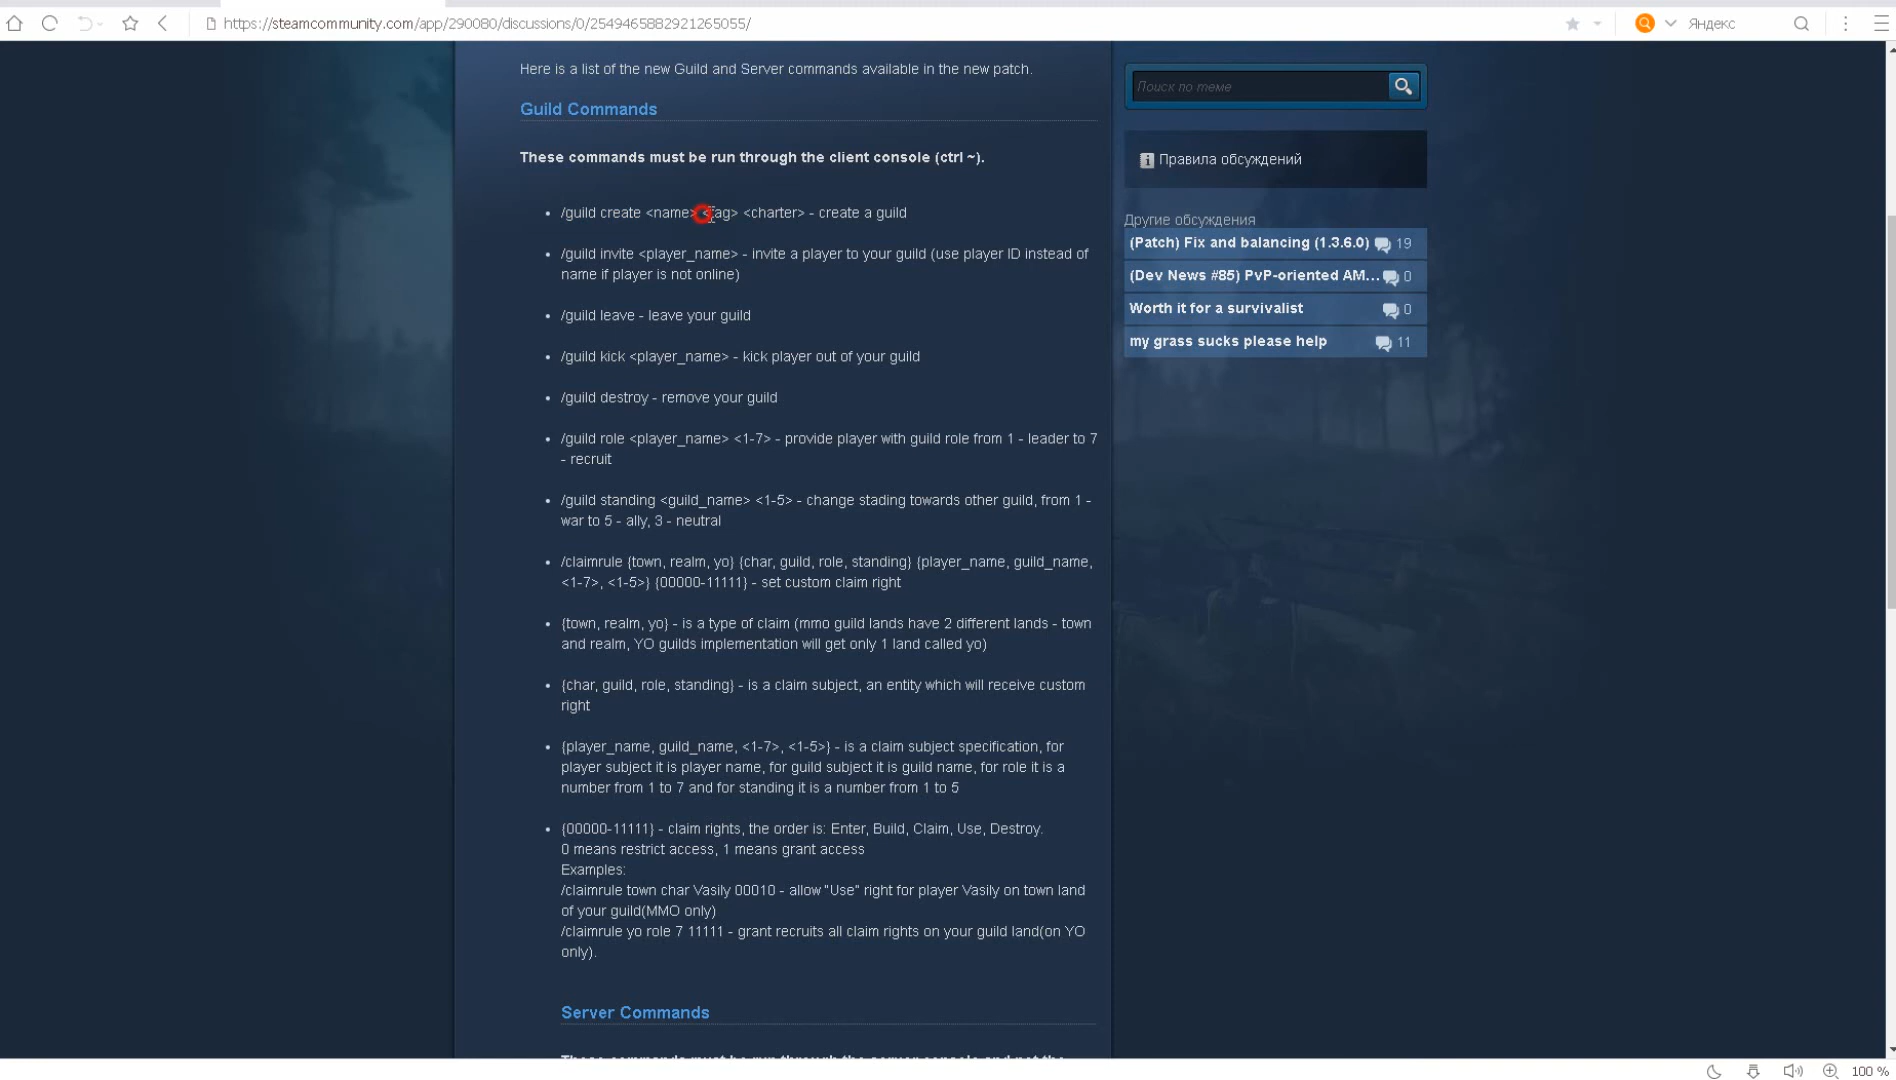 https://steamcommunity.com/app/290080/discussions/0/2549465882921265055/
Яндекс
Here is a list of the new Guild and Server commands available in the new patch.
Guild Commands
These commands must be run through the client console (ctrl ~).
/guild create <name> <tag> <charter> - create a guild
/guild invite <player_name> - invite a player to your guild (use player ID instead of
name if player is not online)
/guild leave - leave your guild
/guild kick <player_name> - kick player out of your guild
/guild destroy - remove your guild
/guild role <player_name> <1-7> - provide player with guild role from 1 - leader to 7
- recruit
/guild standing <guild_name> <1-5> - change stading towards other guild, from 1 -
war to 5 - ally, 3 - neutral
/claimrule {town, realm, yo} {char, guild, role, standing} {player_name, guild_name,
<1-7>, <1-5>} {00000-11111} - set custom claim right
{town, realm, yo} - is a type of claim (mmo guild lands have 2 different lands - town
and realm, YO guilds implementation will get only 1 land called yo)
{char, guild, role, standing} - is a claim subject, an entity which will receive custom
right
{player_name, guild_name, <1-7>, <1-5>} - is a claim subject specification, for
player subject it is player name, for guild subject it is guild name, for role it is a
number from 1 to 7 and for standing it is a number from 1 to 5
{00000-11111} - claim rights, the order is: Enter, Build, Claim, Use, Destroy.
0 means restrict access, 1 means grant access
Examples:
/claimrule town char Vasily 00010 - allow "Use" right for player Vasily on town land
of your guild(MMO only)
/claimrule yo role 7 11111 - grant recruits all claim rights on your guild land(on YO
only).
Server Commands
These commands must be run through the server console and not the
Поиск по теме
Правила обсуждений
Другие обсуждения
(Patch) Fix and balancing (1.3.6.0) 19
(Dev News #85) PvP-oriented AM... 0
Worth it for a survivalist 0
my grass sucks please help 11
100 %